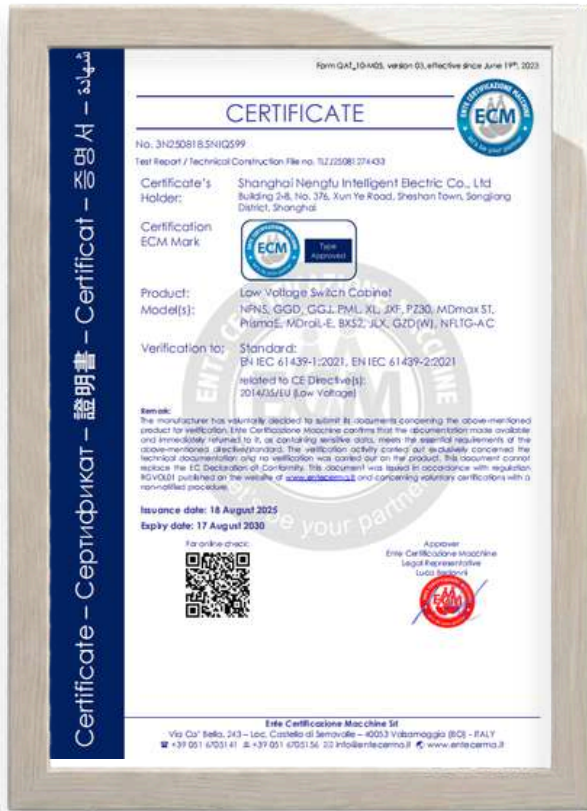 Certificate – Сертификат – 證明書 – Certificat – 증명서 – شهادة
Form QAT_10-M05, version 03, effective since June 19th, 2023
CERTIFICATE
ENTE CERTIFICAZIONE MACCHINE
ECM
Let's be your partner
No. 3N250818.SNIQS99
Test Report / Technical Construction File no. TLZJ25081274433
Certificate's Holder:
Shanghai Nengfu Intelligent Electric Co., Ltd
Building 2-B, No. 376, Xun Ye Road, Sheshan Town, Songjiang
District, Shanghai
Certification
ECM Mark
ECM
Type
Approved
Product:
Low Voltage Switch Cabinet
Model(s):
NFNS, GGD, GGJ, PML, XL, JXF, PZ30, MDmax ST,
PrismaE, MDraiL-E, BXS2, JLX, GZD(W), NFLTG-AC
Verification to:
Standard:
EN IEC 61439-1:2021, EN IEC 61439-2:2021
related to CE Directive(s):
2014/35/EU (Low Voltage)
Remark:
The manufacturer has voluntarily decided to submit its documents concerning the above-mentioned
product for verification. Ente Certificazione Macchine confirms that the documentation made available
and immediately returned to it, as containing sensitive data, meets the essential requirements of the
above-mentioned directive/standard. The verification activity carried out exclusively concerned the
technical documentation and no verification was carried out on the product. This document cannot
replace the EC Declaration of Conformity. This document was issued in accordance with regulation
RGVOL01 published on the website of www.entecerma.it and concerning voluntary certifications with a
non-notified procedure.
Issuance date: 18 August 2025
Expiry date: 17 August 2030
For online check:
Approver
Ente Certificazione Macchine
Legal Representative
Luca Bedonni
ECM
Ente Certificazione Macchine Srl
Via Ca' Bella, 243 – Loc. Castello di Serravalle – 40053 Valsamoggia (BO) - ITALY
+39 051 6705141 +39 051 6705156 info@entecerma.it www.entecerma.it